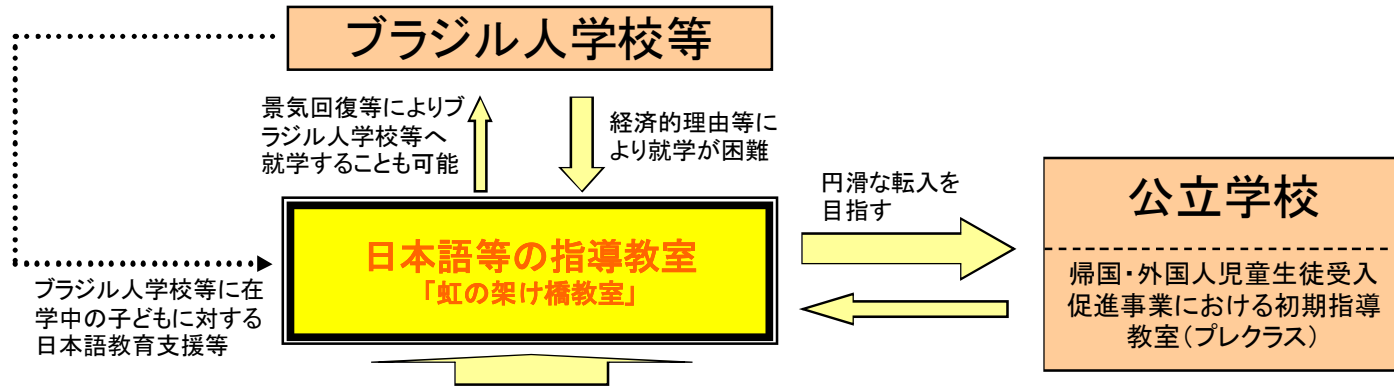 ブラジル人学校等
景気回復等によりブ
ラジル人学校等へ
就学することも可能
経済的理由等に
より就学が困難
円滑な転入を
目指す
公立学校
帰国・外国人児童生徒受入
促進事業における初期指導
教室(プレクラス)
日本語等の指導教室
「虹の架け橋教室」
ブラジル人学校等に在
学中の子どもに対する
日本語教育支援等